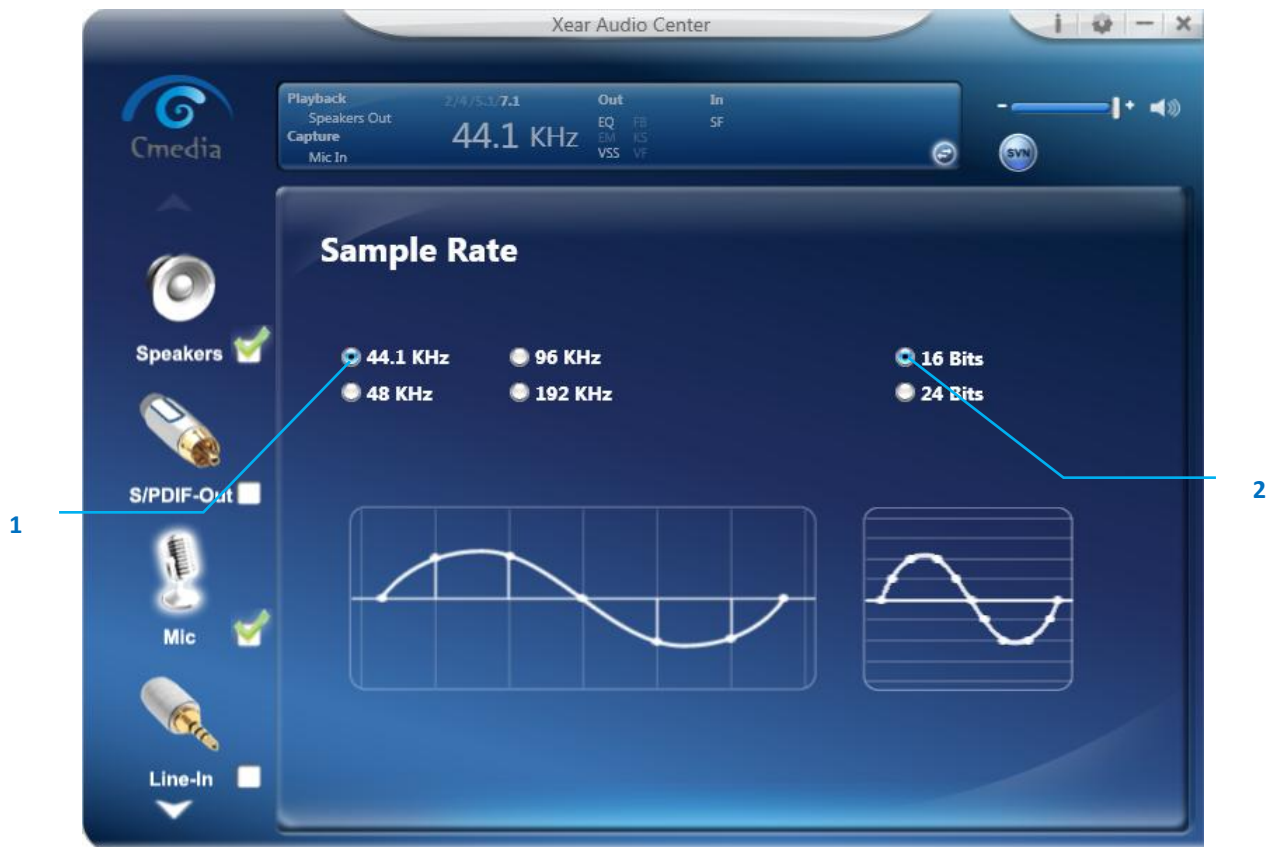 Xear Audio Center
i
Cmedia
Playback 2/4/5.1/7.1 Out In
Speakers Out EQ FB SF
Capture 44.1 KHz EM KS
Mic In VSS VF
- +
SVN
Sample Rate
Speakers
44.1 KHz 96 KHz 16 Bits
48 KHz 192 KHz 24 Bits
S/PDIF-Out
1
2
Mic
Line-In